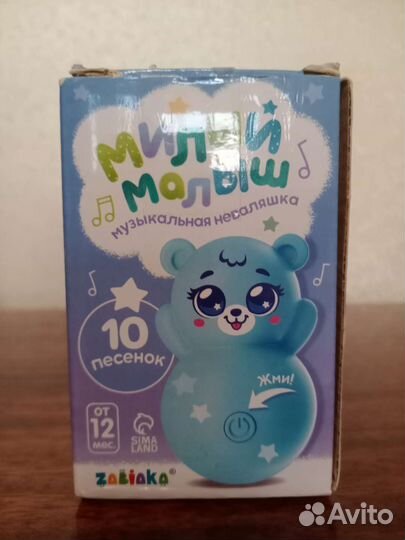 МИЛЫЙ
МАЛЫШ
музыкальная неваляшка
10
песенок
Жми!
ОТ
12
МЕС.
SIMA
LAND
ZABIAKA®
Avito